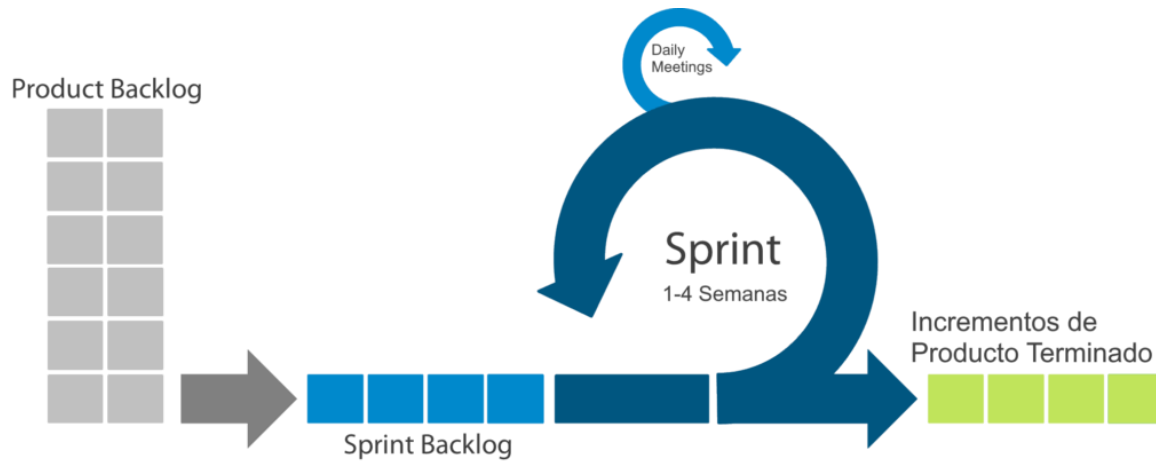 Daily
Meetings
Product Backlog
Sprint
1-4 Semanas
Incrementos de
Producto Terminado
Sprint Backlog